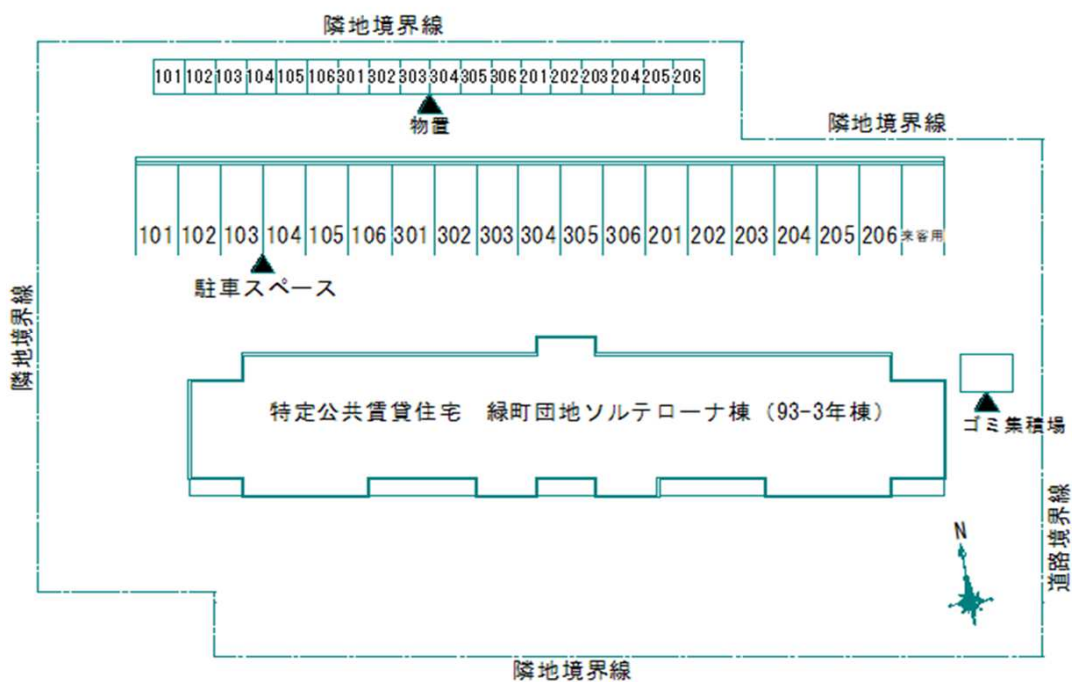 隣地境界線
101 102 103 104 105 106 301 302 303 304 305 306 201 202 203 204 205 206
物置
隣地境界線
101 102 103 104 105 106 301 302 303 304 305 306 201 202 203 204 205 206 来客用
駐車スペース
隣地境界線
特定公共賃貸住宅 緑町団地ソルテローナ棟（93-3年棟）
ゴミ集積場
道路境界線
N
隣地境界線